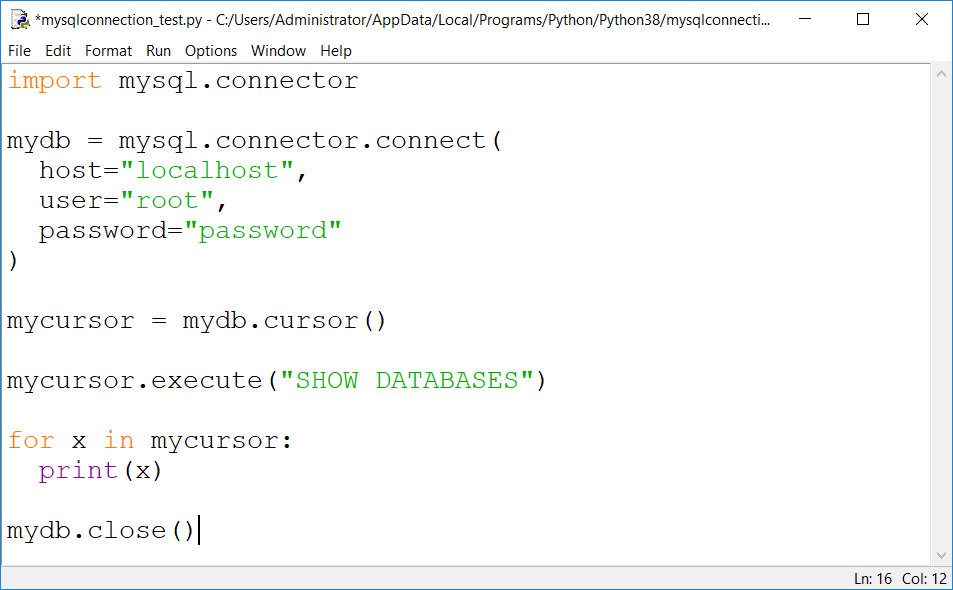 *mysqlconnection_test.py - C:/Users/Administrator/AppData/Local/Programs/Python/Python38/mysqlconnecti...
File Edit Format Run Options Window Help
import mysql.connector
mydb = mysql.connector.connect(
  host="localhost",
  user="root",
  password="password"
)
mycursor = mydb.cursor()
mycursor.execute("SHOW DATABASES")
for x in mycursor:
  print(x)
mydb.close()
Ln: 16 Col: 12